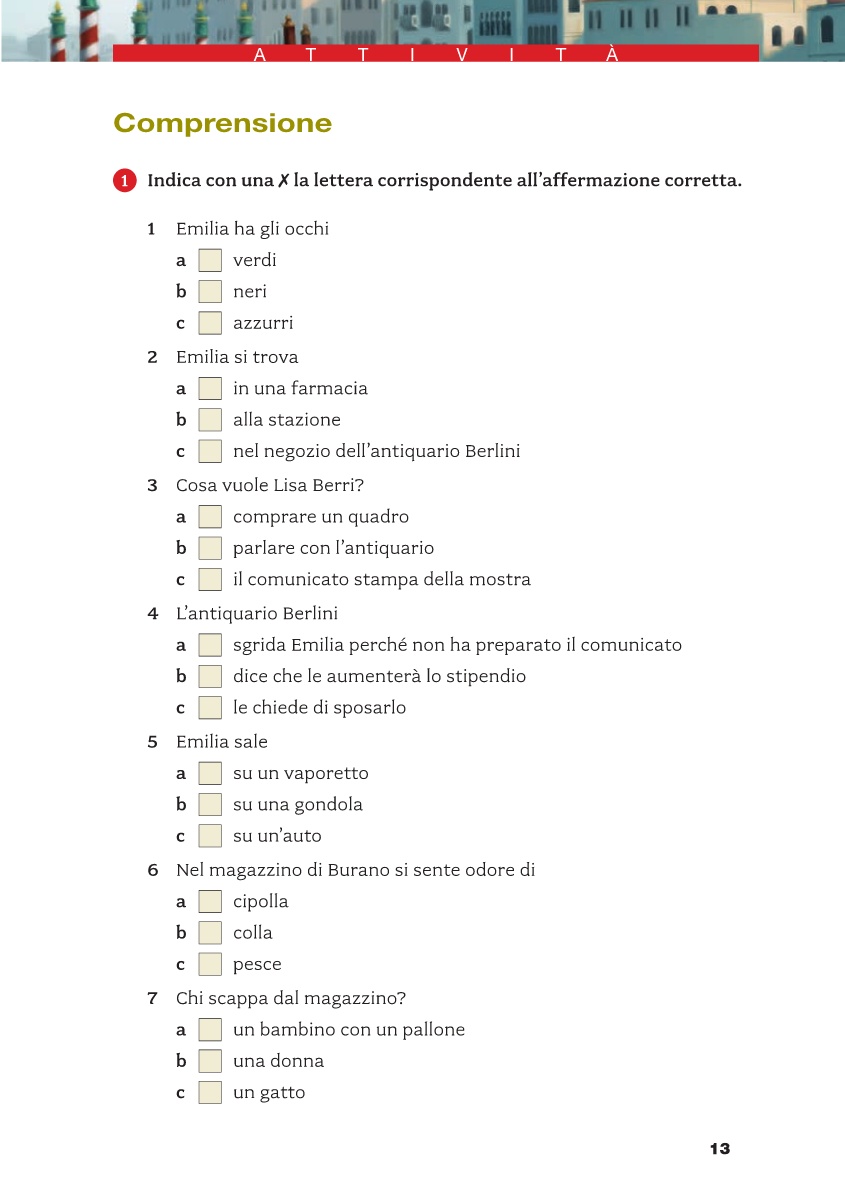 ATTIVITÀ
Comprensione
1 Indica con una ✗ la lettera corrispondente all'affermazione corretta.
1 Emilia ha gli occhi
a verdi
b neri
c azzurri
2 Emilia si trova
a in una farmacia
b alla stazione
c nel negozio dell'antiquario Berlini
3 Cosa vuole Lisa Berri?
a comprare un quadro
b parlare con l'antiquario
c il comunicato stampa della mostra
4 L'antiquario Berlini
a sgrida Emilia perché non ha preparato il comunicato
b dice che le aumenterà lo stipendio
c le chiede di sposarlo
5 Emilia sale
a su un vaporetto
b su una gondola
c su un'auto
6 Nel magazzino di Burano si sente odore di
a cipolla
b colla
c pesce
7 Chi scappa dal magazzino?
a un bambino con un pallone
b una donna
c un gatto
13